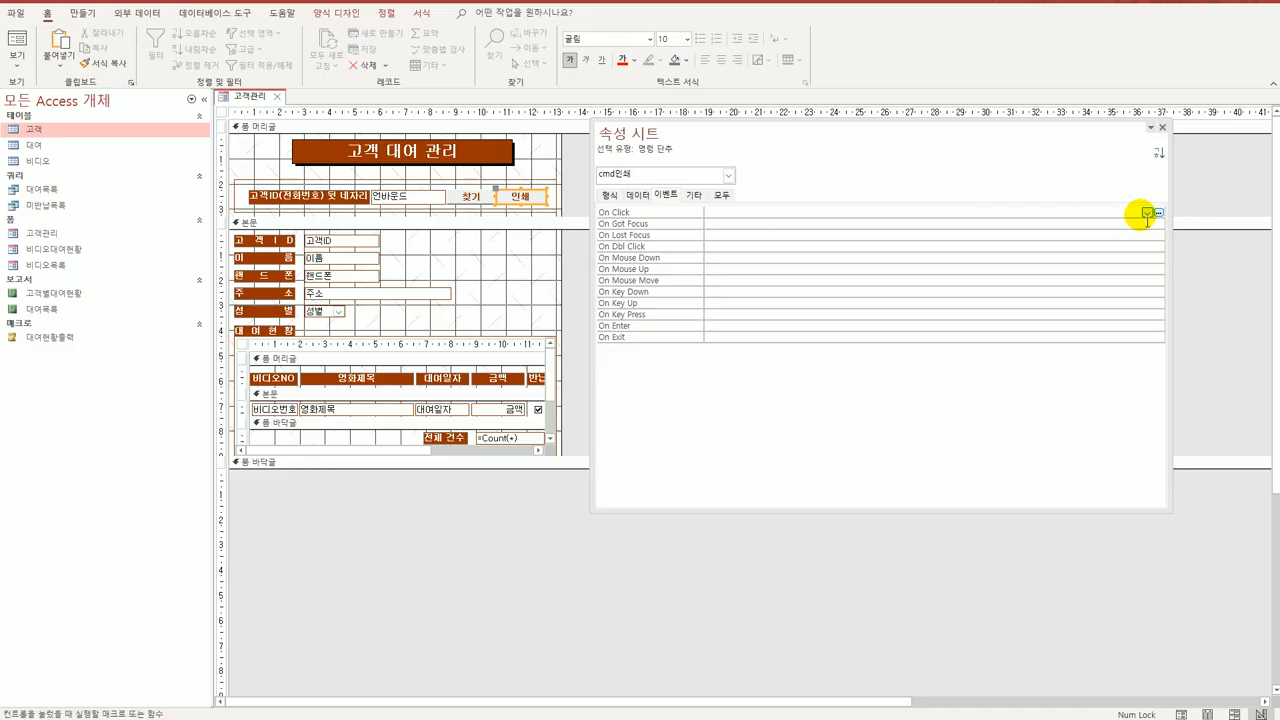 파일 홈 만들기 외부 데이터 데이터베이스 도구 도움말 양식 디자인 정렬 서식 어떤 작업을 원하시나요?
보기
붙여넣기
잘라내기
복사
서식 복사
필터
오름차순
내림차순
정렬 제거
선택 영역
고급
필터 적용/해제
모두 새로 고침
새로 만들기
저장
삭제
요약
맞춤법 검사
기타
찾기
바꾸기
이동
선택
굴림 10
보기 클립보드 정렬 및 필터 레코드 찾기 텍스트 서식
모든 Access 개체
테이블
고객
대여
비디오
쿼리
대여목록
미반납목록
폼
고객관리
비디오대여현황
비디오목록
보고서
고객별대여현황
대여목록
매크로
대여현황출력
고객관리
폼 머리글
고객 대여 관리
고객ID(전화번호) 뒷 네자리 언바운드 찾기 인쇄
본문
고 객 I D 고객ID
이 름 이름
핸 드 폰 핸드폰
주 소 주소
성 별 성별
대 여 현 황
폼 머리글
비디오NO 영화제목 대여일자 금액 반납
본문
비디오번호 영화제목 대여일자 금액
폼 바닥글
전체 건수 =Count(*)
폼 바닥글
속성 시트
선택 유형: 명령 단추
cmd인쇄
형식 데이터 이벤트 기타 모두
On Click
On Got Focus
On Lost Focus
On Dbl Click
On Mouse Down
On Mouse Up
On Mouse Move
On Key Down
On Key Up
On Key Press
On Enter
On Exit
컨트롤을 눌렀을 때 실행할 매크로 또는 함수
Num Lock